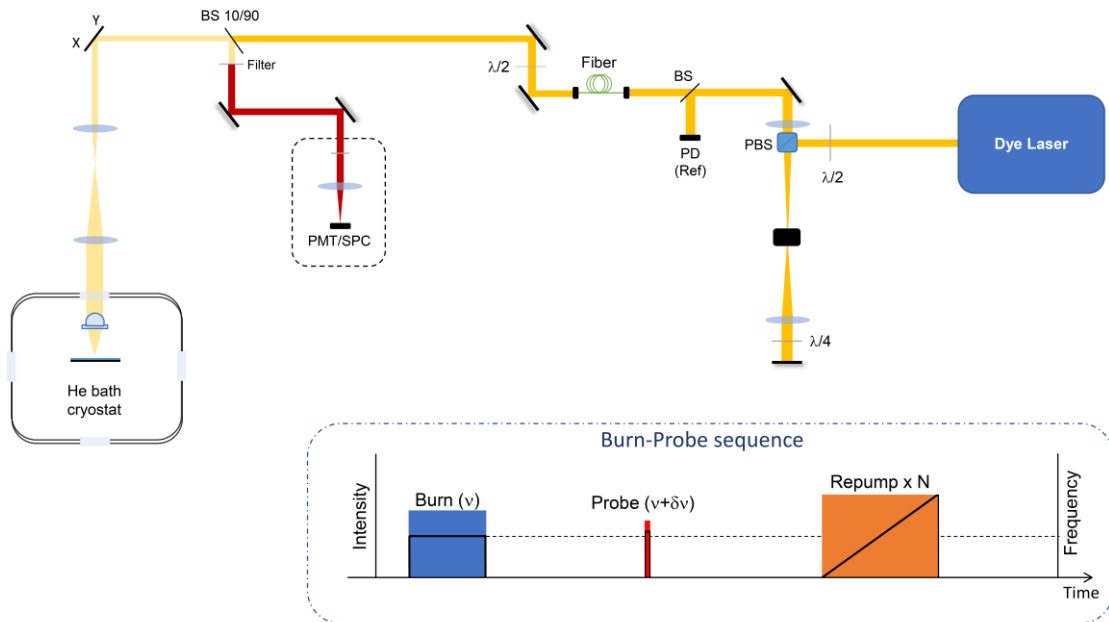 BS 10/90
Y
X
Filter
λ/2
Fiber
BS
PD
(Ref)
PBS
λ/2
Dye Laser
PMT/SPC
λ/4
He bath
cryostat
Burn-Probe sequence
Intensity
Burn (ν)
Probe (ν+δν)
Repump x N
Frequency
Time